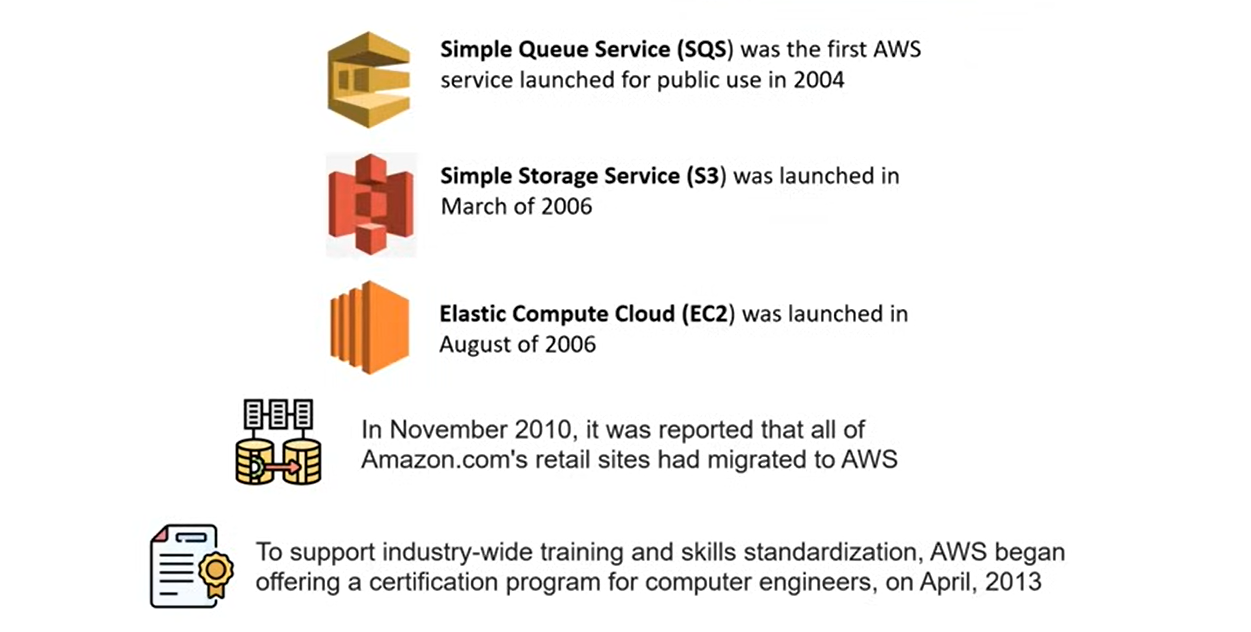 Simple Queue Service (SQS) was the first AWS
service launched for public use in 2004
Simple Storage Service (S3) was launched in
March of 2006
Elastic Compute Cloud (EC2) was launched in
August of 2006
In November 2010, it was reported that all of
Amazon.com's retail sites had migrated to AWS
To support industry-wide training and skills standardization, AWS began
offering a certification program for computer engineers, on April, 2013